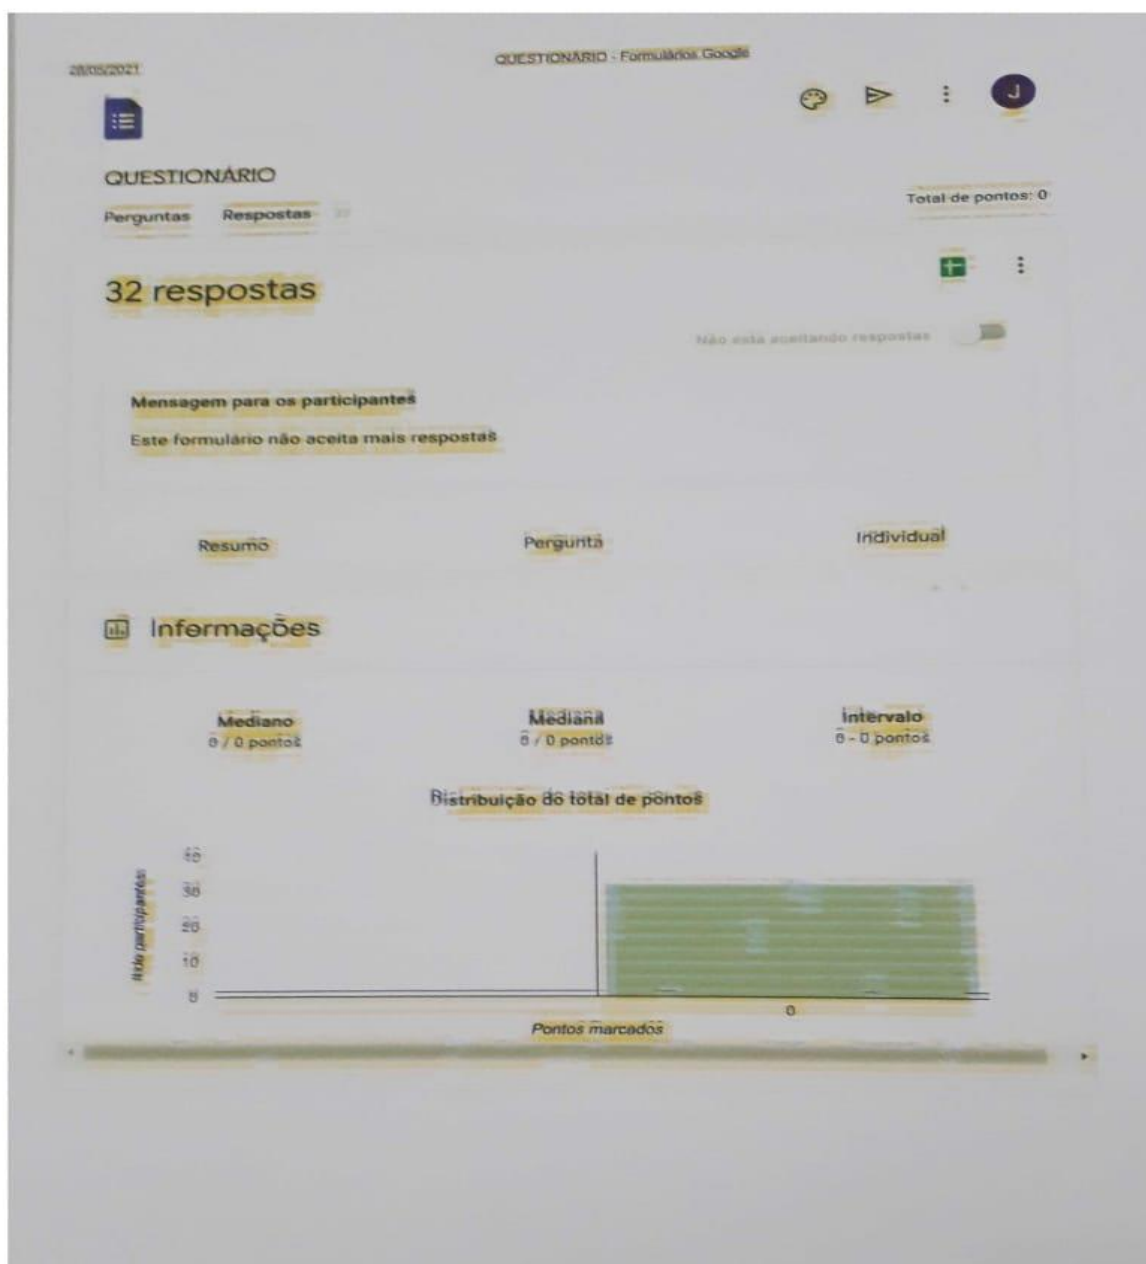 28/05/2021
QUESTIONÁRIO - Formulários Google
J
QUESTIONÁRIO
Perguntas Respostas 32
Total de pontos: 0
32 respostas
Não está aceitando respostas
Mensagem para os participantes
Este formulário não aceita mais respostas
Resumo Pergunta Individual
Informações
Mediano Mediana Intervalo
0 / 0 pontos 0 / 0 pontos 0 - 0 pontos
Distribuição do total de pontos
40
30
20
10
0
participantes
0
Pontos marcados